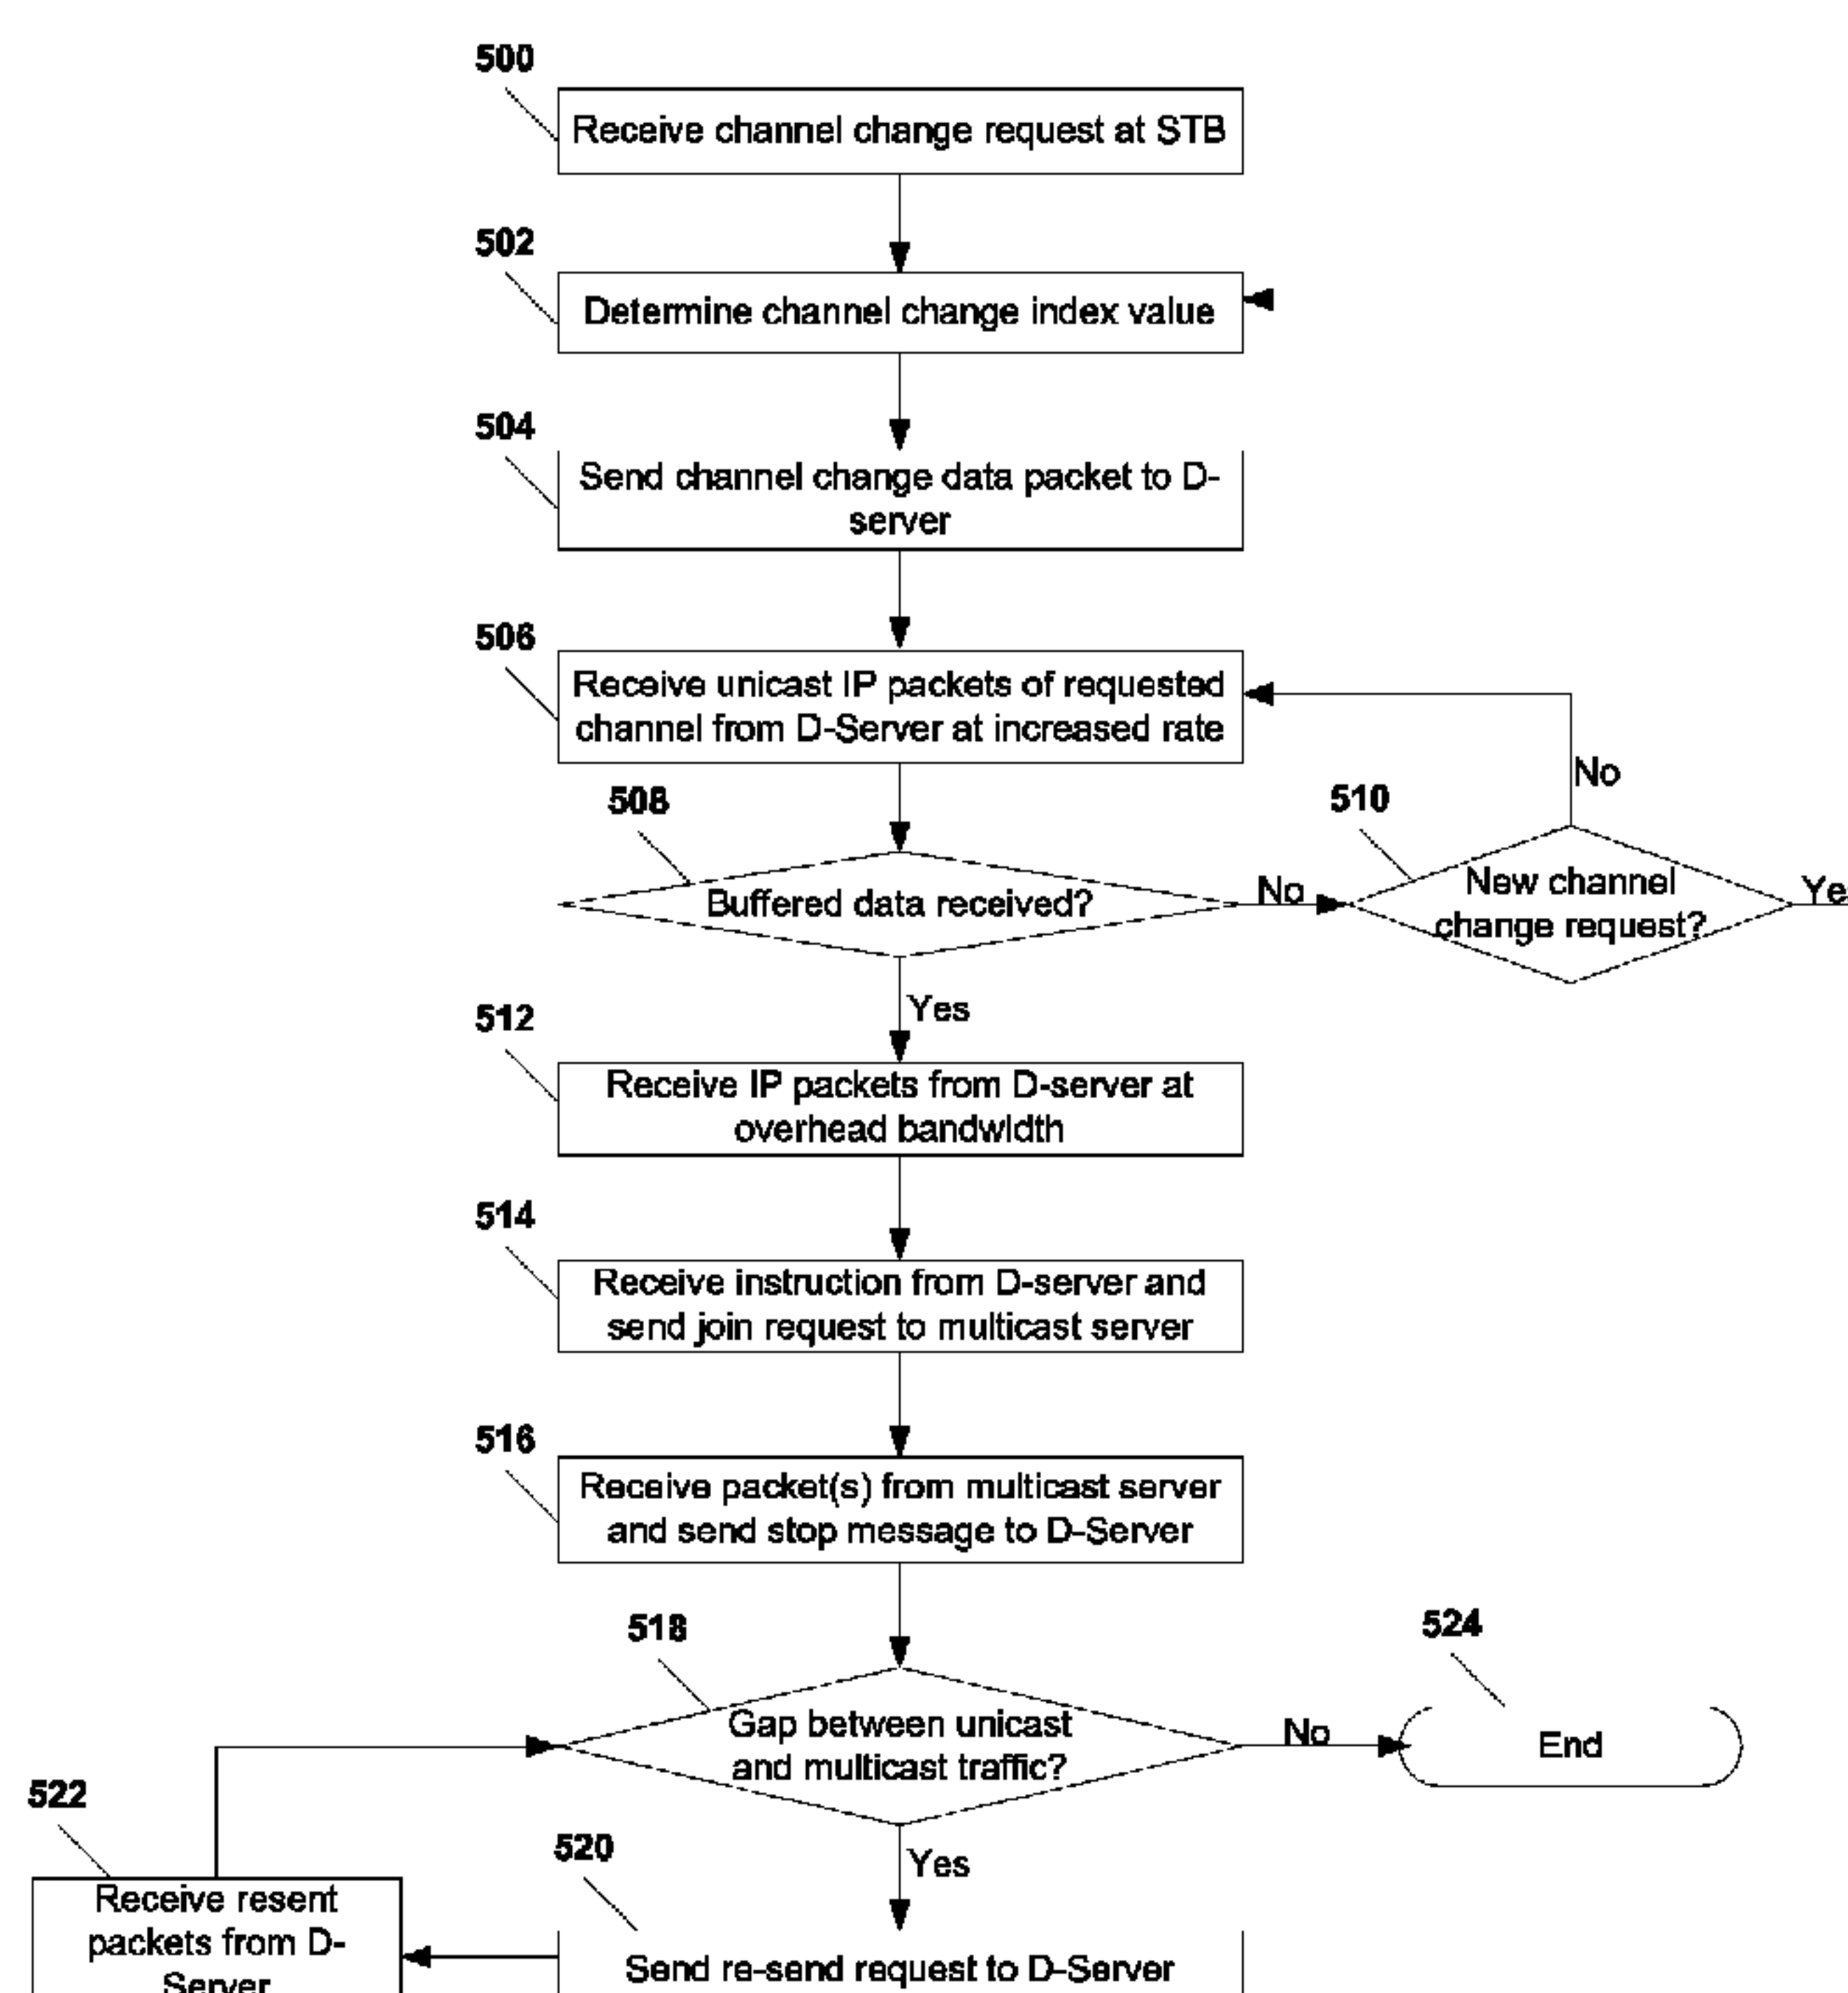 500
Receive channel change request at STB
502
Determine channel change index value
504
Send channel change data packet to D-
server
506
Receive unicast IP packets of requested
channel from D-Server at increased rate
No
508
510
Buffered data received?
No
New channel
change request?
Ye
Yes
512
Receive IP packets from D-server at
overhead bandwidth
514
Receive instruction from D-server and
send join request to multicast server
516
Receive packet(s) from multicast server
and send stop message to D-Server
518
524
Gap between unicast
and multicast traffic?
No
End
522
520
Yes
Receive resent
packets from D-
Server
Send re-send request to D-Server